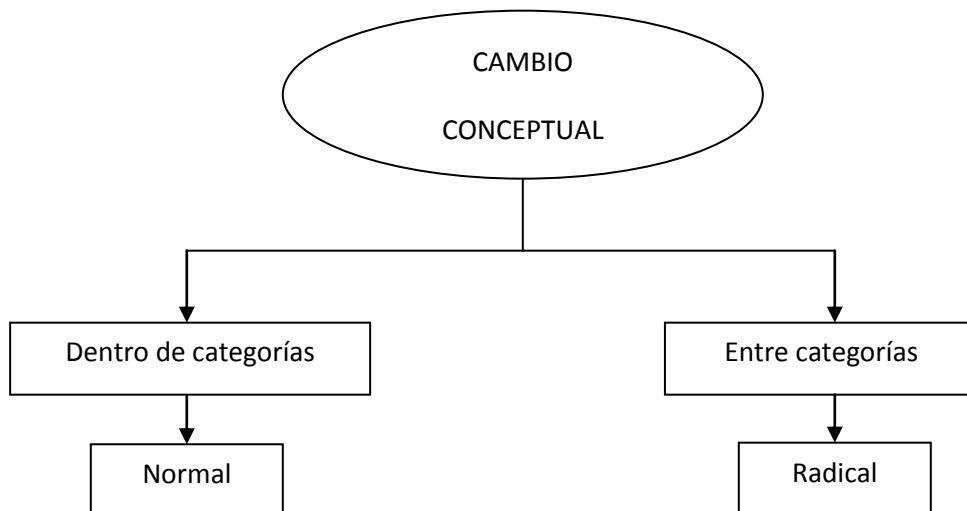 CAMBIO
CONCEPTUAL
Dentro de categorías
Entre categorías
Normal
Radical